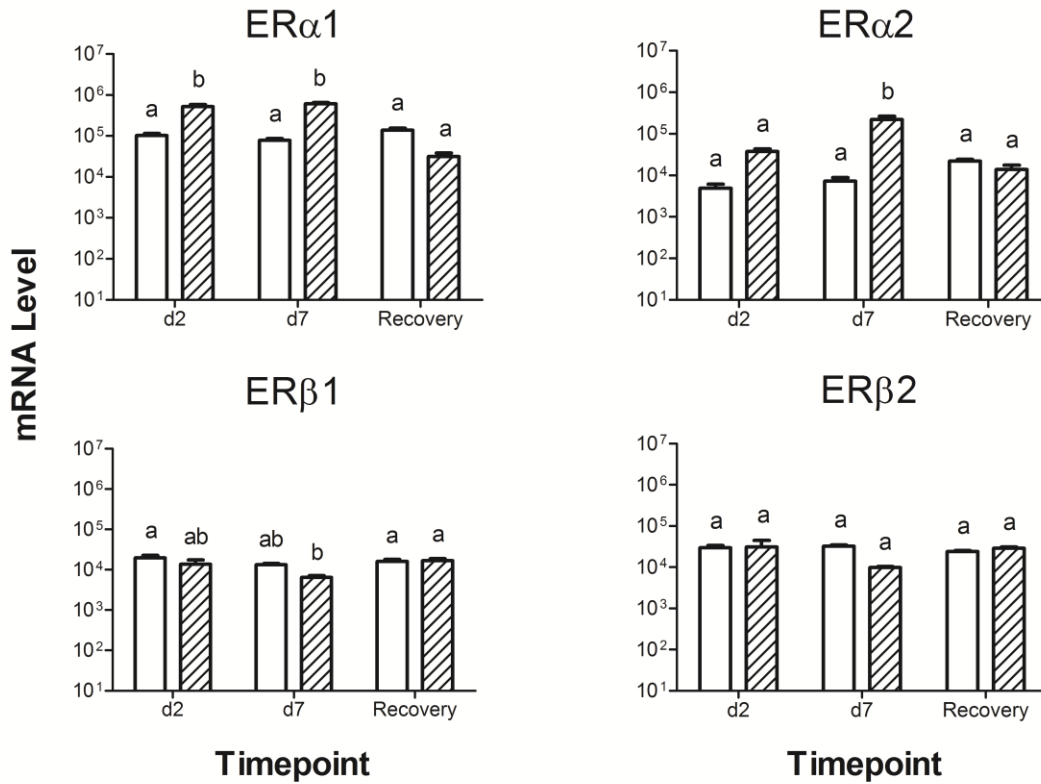 ERα1
10⁷
10⁶
10⁵
10⁴
10³
10²
10¹
a b a b a a
d2 d7 Recovery
ERα2
10⁷
10⁶
10⁵
10⁴
10³
10²
10¹
a a a b a a
d2 d7 Recovery
mRNA Level
ERβ1
10⁷
10⁶
10⁵
10⁴
10³
10²
10¹
a ab ab b a a
d2 d7 Recovery
Timepoint
ERβ2
10⁷
10⁶
10⁵
10⁴
10³
10²
10¹
a a a a a a
d2 d7 Recovery
Timepoint